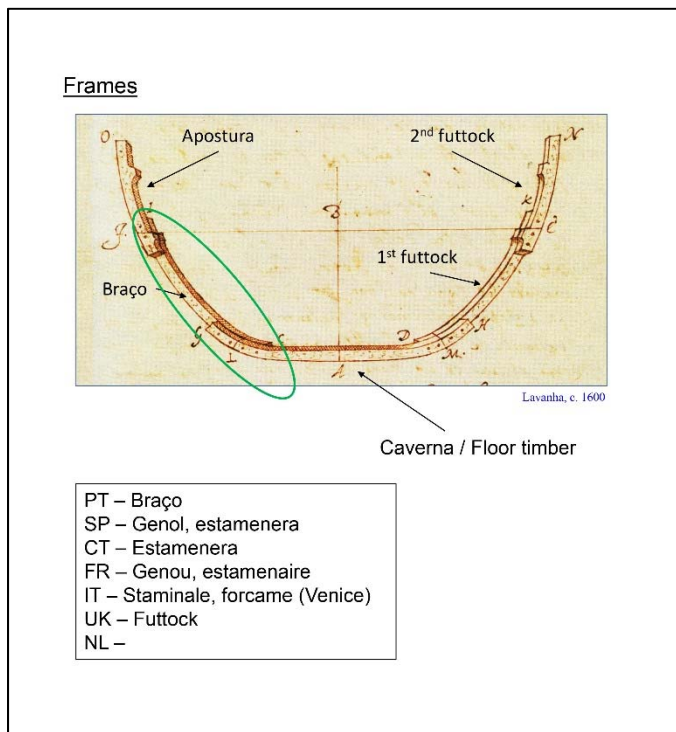 Frames
Apostura
2nd futtock
O
N
B
C
1st futtock
Braço
G
C
D
H
I
M
A
Lavanha, c. 1600
Caverna / Floor timber
PT – Braço
SP – Genol, estamenera
CT – Estamenera
FR – Genou, estamenaire
IT – Staminale, forcame (Venice)
UK – Futtock
NL –